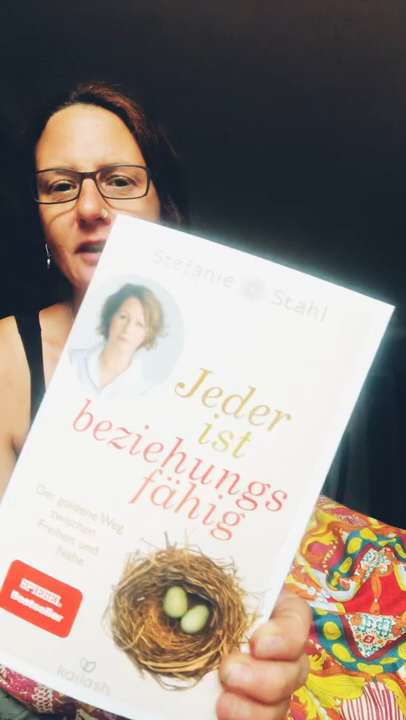 Stefanie Stahl
Jeder
ist
beziehungs
fähig
Der goldene Weg
zwischen
Freiheit und
Nähe
SPIEGEL
Bestseller
kailash